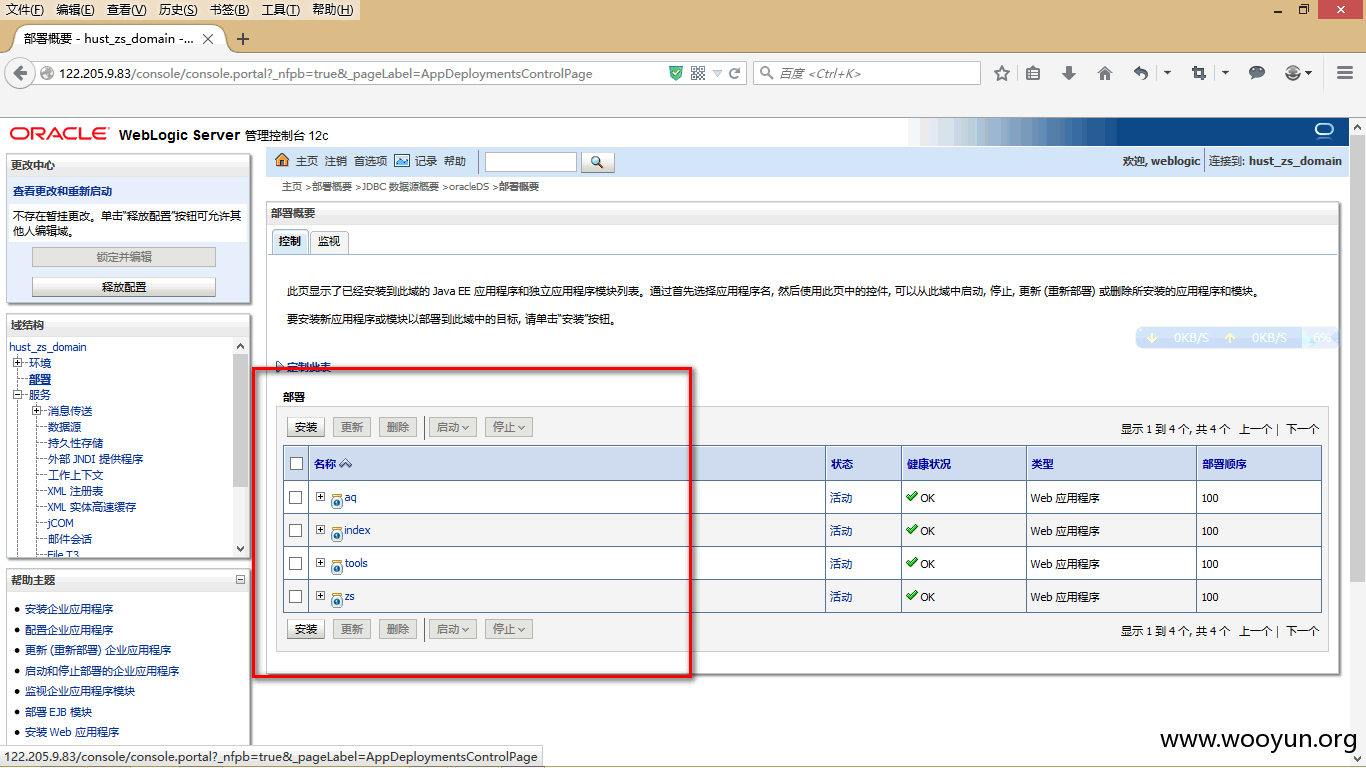 文件(F) 编辑(E) 查看(V) 历史(S) 书签(B) 工具(T) 帮助(H)
部署概要 - hust_zs_domain -...
122.205.9.83/console/console.portal?_nfpb=true&_pageLabel=AppDeploymentsControlPage
百度 <Ctrl+K>
ORACLE WebLogic Server 管理控制台 12c
更改中心
查看更改和重新启动
不存在暂挂更改。单击“释放配置”按钮可允许其
他人编辑域。
锁定并编辑
释放配置
域结构
hust_zs_domain
环境
部署
服务
消息传送
数据源
持久性存储
外部 JNDI 提供程序
工作上下文
XML 注册表
XML 实体高速缓存
jCOM
邮件会话
File T3
帮助主题
安装企业应用程序
配置企业应用程序
更新 (重新部署) 企业应用程序
启动和停止部署的企业应用程序
监视企业应用程序模块
部署 EJB 模块
安装 Web 应用程序
主页 注销 首选项 记录 帮助
欢迎, weblogic 连接到: hust_zs_domain
主页 >部署概要 >JDBC 数据源概要 >oracleDS >部署概要
部署概要
控制 监视
此页显示了已经安装到此域的 Java EE 应用程序和独立应用程序模块列表。通过首先选择应用程序名, 然后使用此页中的控件, 可以从此域中启动, 停止, 更新 (重新部署) 或删除所安装的应用程序和模块。
要安装新应用程序或模块以部署到此域中的目标, 请单击“安装”按钮。
0KB/S 0KB/S 6%
定制此表
部署
安装 更新 删除 启动 停止
显示 1 到 4 个, 共 4 个 上一个 | 下一个
名称 状态 健康状况 类型 部署顺序
aq 活动 OK Web 应用程序 100
index 活动 OK Web 应用程序 100
tools 活动 OK Web 应用程序 100
zs 活动 OK Web 应用程序 100
安装 更新 删除 启动 停止
显示 1 到 4 个, 共 4 个 上一个 | 下一个
www.wooyun.org
122.205.9.83/console/console.portal?_nfpb=true&_pageLabel=AppDeploymentsControlPage